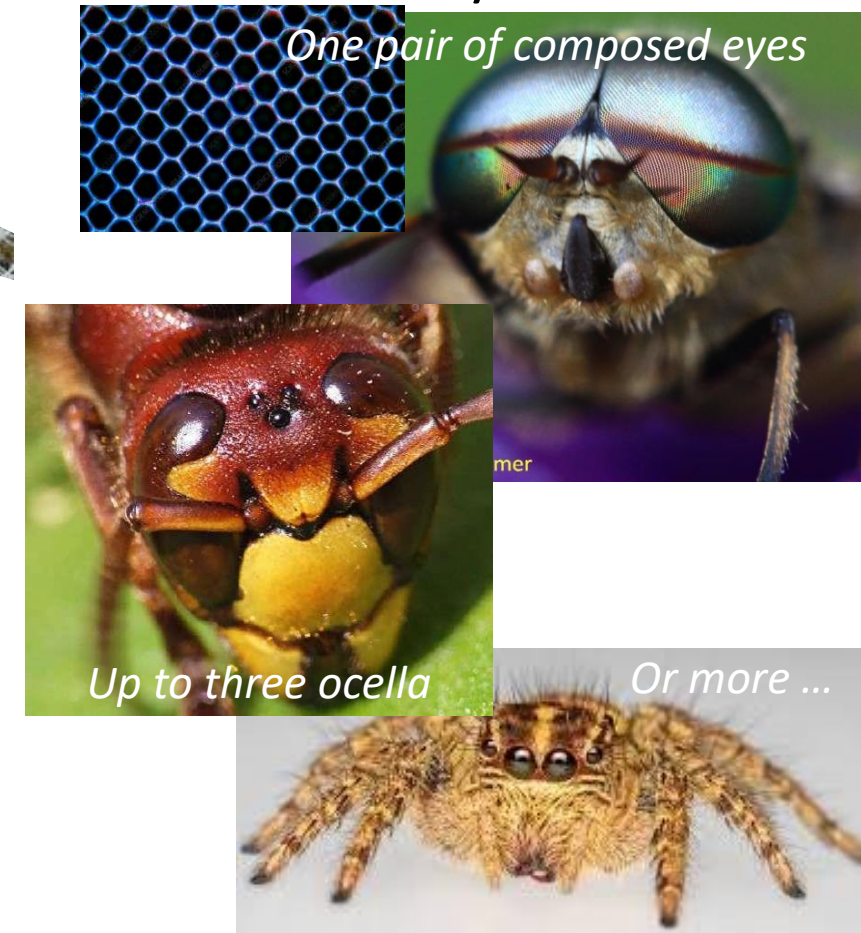 One pair of composed eyes
mer
Up to three ocella
Or more ...